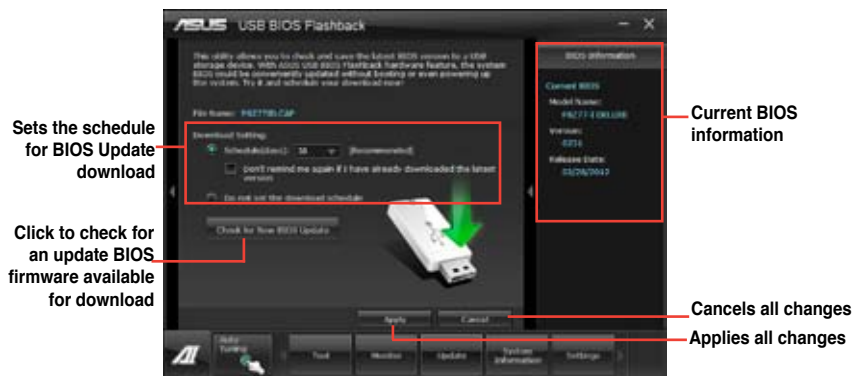 ASUS USB BIOS Flashback
This utility allows you to check and save the latest BIOS version to a USB
storage device. With ASUS USB BIOS Flashback hardware feature, the system
BIOS could be conveniently updated without booting or even powering up
the system. Try it and schedule your download now!
File Name: P8Z77BLCAP
Download Setting:
Schedule(days): (Recommended)
Don't remind me again if I have already downloaded the latest
version
Do not set the download schedule
Check for New BIOS Update
Apply
Cancel
BIOS Information
Current BIOS
Model Name:
Version:
Release Date:
Auto
Tuning
Tool
Monitor
Update
System
Information
Settings
Sets the schedule
for BIOS Update
download
Click to check for
an update BIOS
firmware available
for download
Current BIOS
information
Cancels all changes
Applies all changes